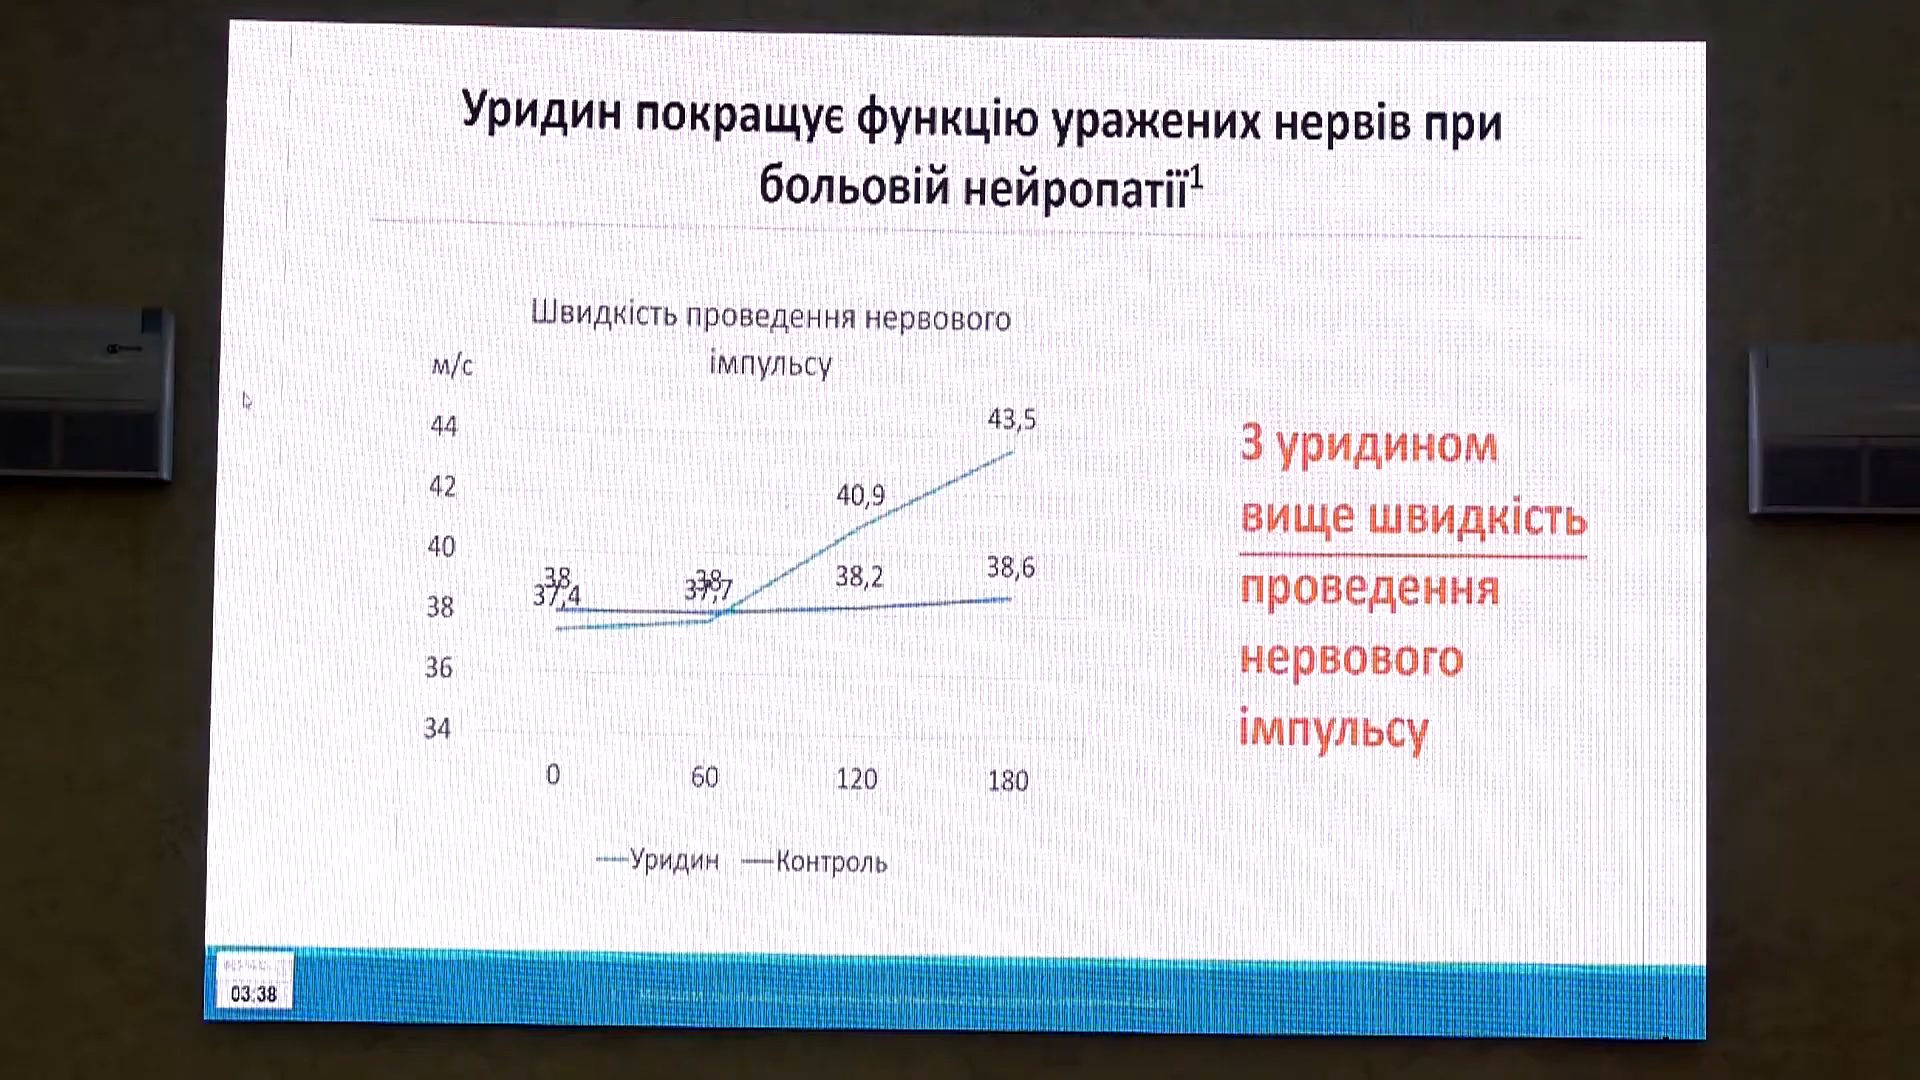 Уридин покращує функцію уражених нервів при
больовій нейропатії¹
Швидкість проведення нервового
імпульсу
м/с
44
42
40
38
36
34
43,5
40,9
38
37,4
38
37,7
38,2
38,6
0 60 120 180
Уридин Контроль
З уридином
вище швидкість
проведення
нервового
імпульсу
03:38